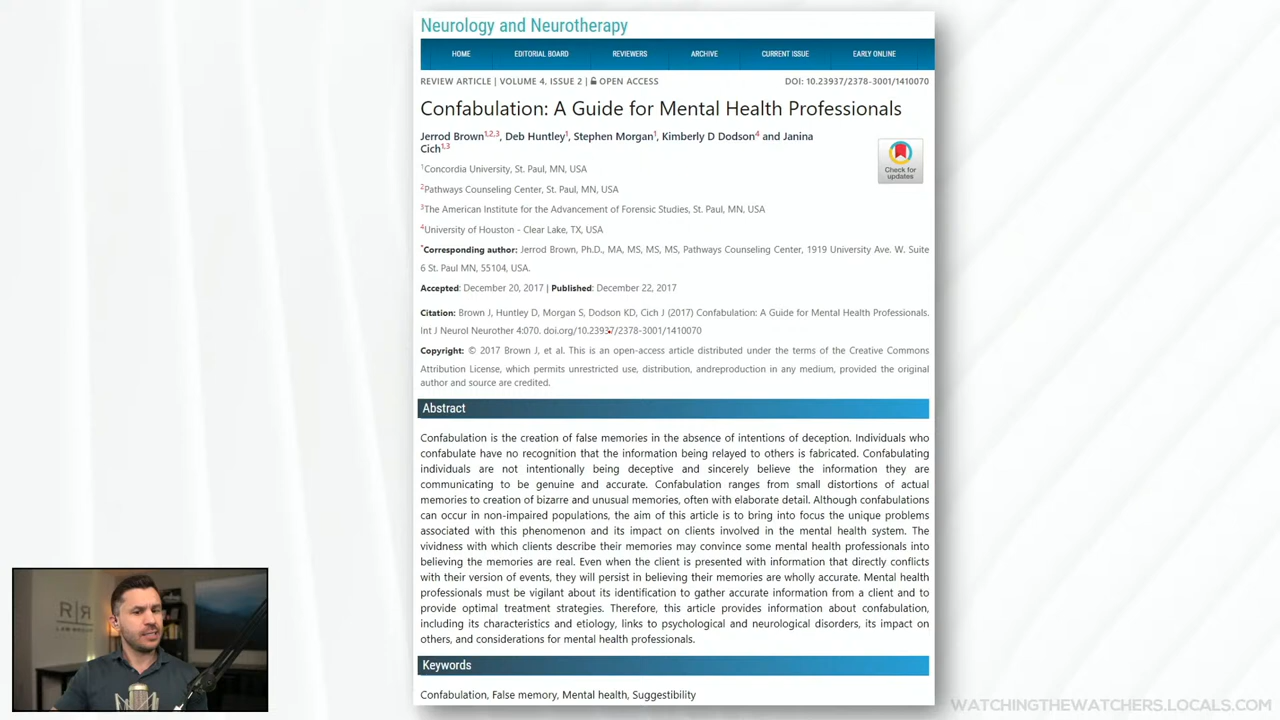 Neurology and Neurotherapy
HOME EDITORIAL BOARD REVIEWERS ARCHIVE CURRENT ISSUE EARLY ONLINE
REVIEW ARTICLE | VOLUME 4, ISSUE 2 | OPEN ACCESS DOI: 10.23937/2378-3001/1410070
Confabulation: A Guide for Mental Health Professionals
Jerrod Brown1,2,3, Deb Huntley1, Stephen Morgan1, Kimberly D Dodson4 and Janina
Cich1,3
Check for
updates
1Concordia University, St. Paul, MN, USA
2Pathways Counseling Center, St. Paul, MN, USA
3The American Institute for the Advancement of Forensic Studies, St. Paul, MN, USA
4University of Houston - Clear Lake, TX, USA
*Corresponding author: Jerrod Brown, Ph.D., MA, MS, MS, MS, Pathways Counseling Center, 1919 University Ave. W. Suite
6 St. Paul MN, 55104, USA.
Accepted: December 20, 2017 | Published: December 22, 2017
Citation: Brown J, Huntley D, Morgan S, Dodson KD, Cich J (2017) Confabulation: A Guide for Mental Health Professionals.
Int J Neurol Neurother 4:070. doi.org/10.23937/2378-3001/1410070
Copyright: © 2017 Brown J, et al. This is an open-access article distributed under the terms of the Creative Commons
Attribution License, which permits unrestricted use, distribution, andreproduction in any medium, provided the original
author and source are credited.
Abstract
Confabulation is the creation of false memories in the absence of intentions of deception. Individuals who
confabulate have no recognition that the information being relayed to others is fabricated. Confabulating
individuals are not intentionally being deceptive and sincerely believe the information they are
communicating to be genuine and accurate. Confabulation ranges from small distortions of actual
memories to creation of bizarre and unusual memories, often with elaborate detail. Although confabulations
can occur in non-impaired populations, the aim of this article is to bring into focus the unique problems
associated with this phenomenon and its impact on clients involved in the mental health system. The
vividness with which clients describe their memories may convince some mental health professionals into
believing the memories are real. Even when the client is presented with information that directly conflicts
with their version of events, they will persist in believing their memories are wholly accurate. Mental health
professionals must be vigilant about its identification to gather accurate information from a client and to
provide optimal treatment strategies. Therefore, this article provides information about confabulation,
including its characteristics and etiology, links to psychological and neurological disorders, its impact on
others, and considerations for mental health professionals.
Keywords
Confabulation, False memory, Mental health, Suggestibility
R|R
WATCHINGTHEWATCHERS.LOCALS.COM